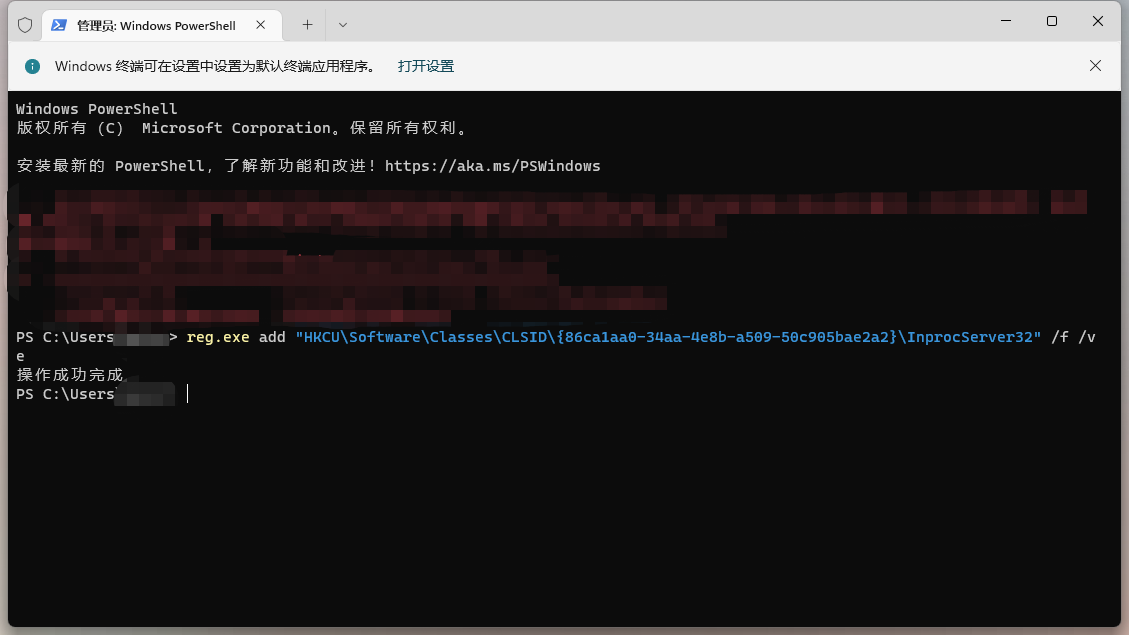 管理员: Windows PowerShell
Windows 终端可在设置中设置为默认终端应用程序。 打开设置
Windows PowerShell
版权所有 (C) Microsoft Corporation。保留所有权利。
安装最新的 PowerShell,了解新功能和改进!https://aka.ms/PSWindows
PS C:\Users > reg.exe add "HKCU\Software\Classes\CLSID\{86ca1aa0-34aa-4e8b-a509-50c905bae2a2}\InprocServer32" /f /v
e
操作成功完成
PS C:\Users